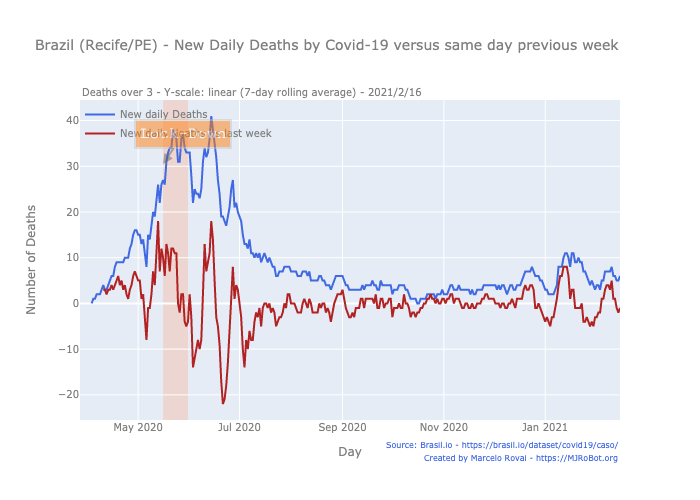 Brazil (Recife/PE) - New Daily Deaths by Covid-19 versus same day previous week
Deaths over 3 - Y-scale: linear (7-day rolling average) - 2021/2/16
New daily Deaths
New last week
40
30
20
10
0
−10
−20
Number of Deaths
May 2020
Jul 2020
Sep 2020
Nov 2020
Jan 2021
Day
Source: Brasil.io - https://brasil.io/dataset/covid19/caso/
Created by Marcelo Rovai - https://MJRoBot.org